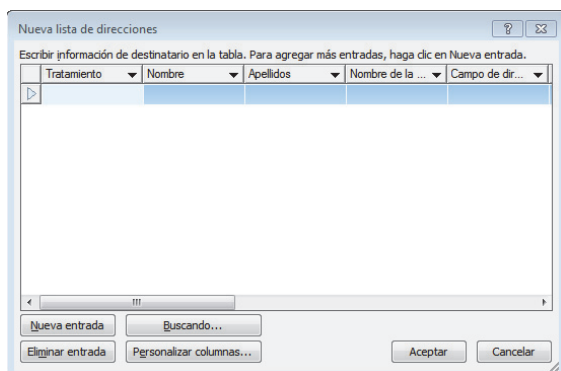 Nueva lista de direcciones
Escribir información de destinatario en la tabla. Para agregar más entradas, haga clic en Nueva entrada.
Tratamiento Nombre Apellidos Nombre de la ... Campo de dir...
Nueva entrada Buscando...
Eliminar entrada Personalizar columnas... Aceptar Cancelar